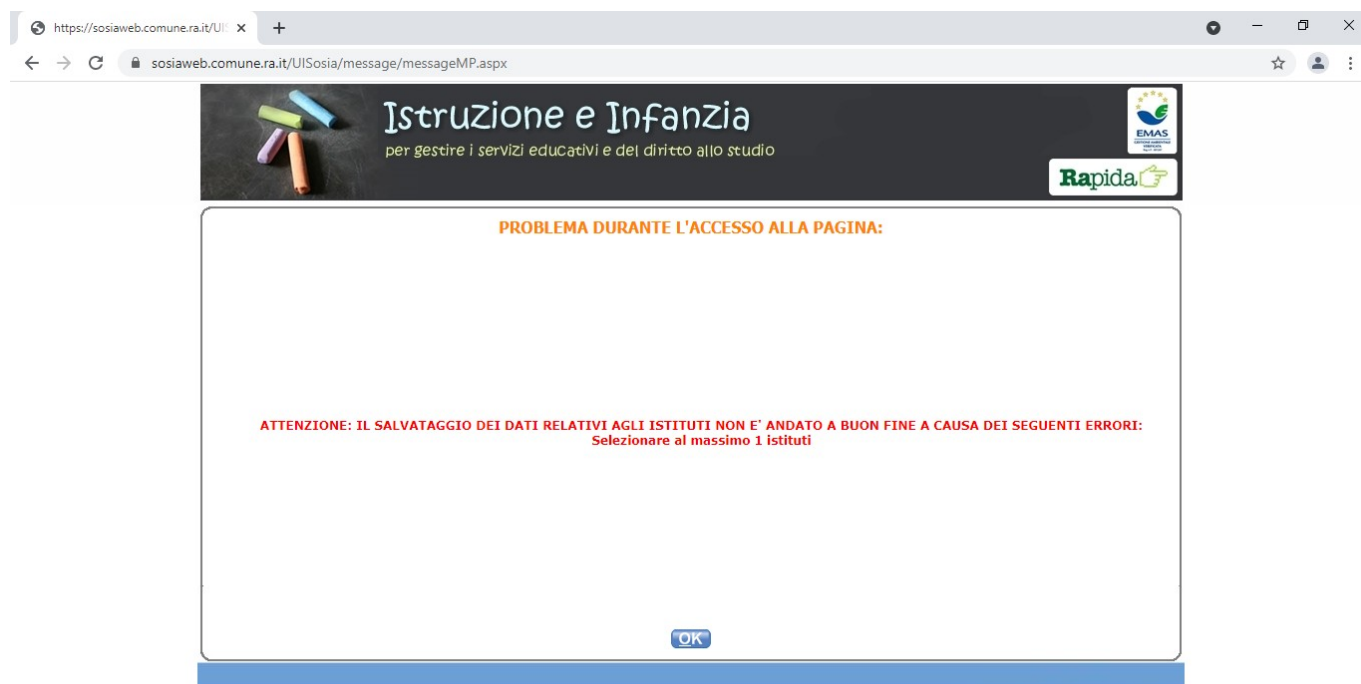 https://sosiaweb.comune.ra.it/UIS
sosiaweb.comune.ra.it/UISosia/message/messageMP.aspx
Istruzione e Infanzia
per gestire i servizi educativi e del diritto allo studio
EMAS
Rapida
PROBLEMA DURANTE L'ACCESSO ALLA PAGINA:
ATTENZIONE: IL SALVATAGGIO DEI DATI RELATIVI AGLI ISTITUTI NON E' ANDATO A BUON FINE A CAUSA DEI SEGUENTI ERRORI:
Selezionare al massimo 1 istituti
OK